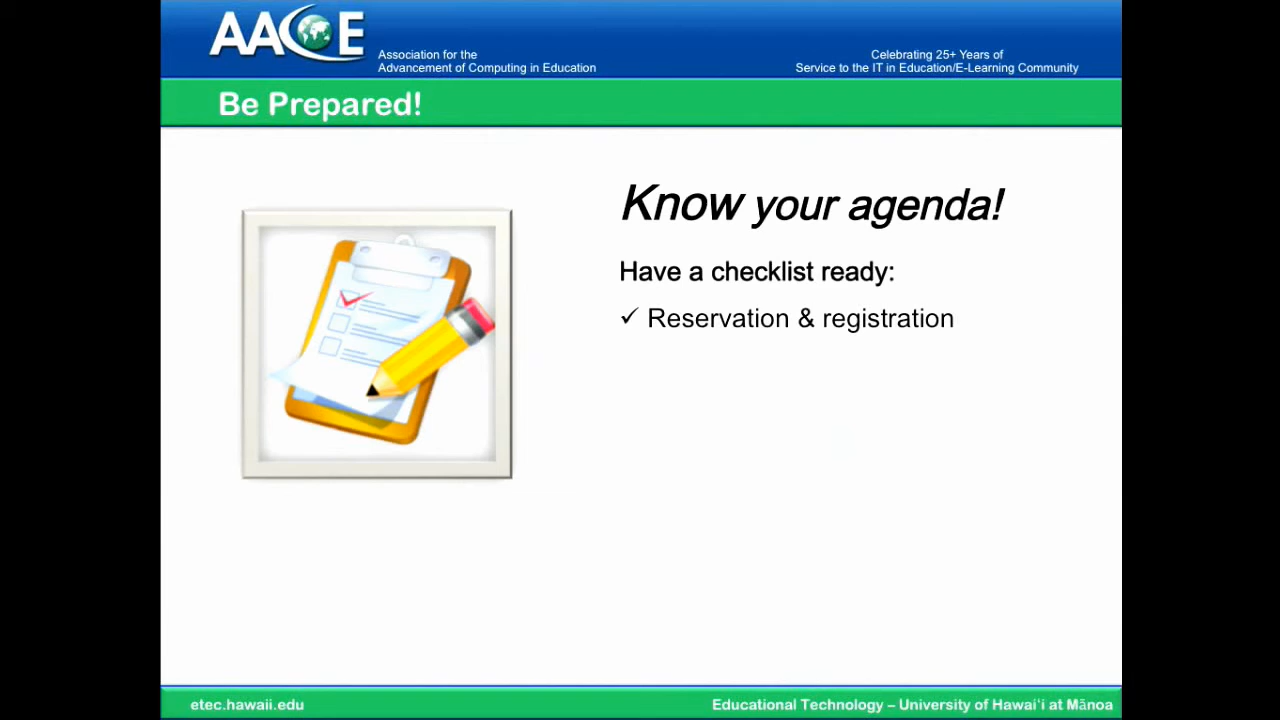 AACE
Association for the
Advancement of Computing in Education
Celebrating 25+ Years of
Service to the IT in Education/E-Learning Community
Be Prepared!
Know your agenda!
Have a checklist ready:
✓ Reservation & registration
etec.hawaii.edu
Educational Technology – University of Hawaiʻi at Mānoa